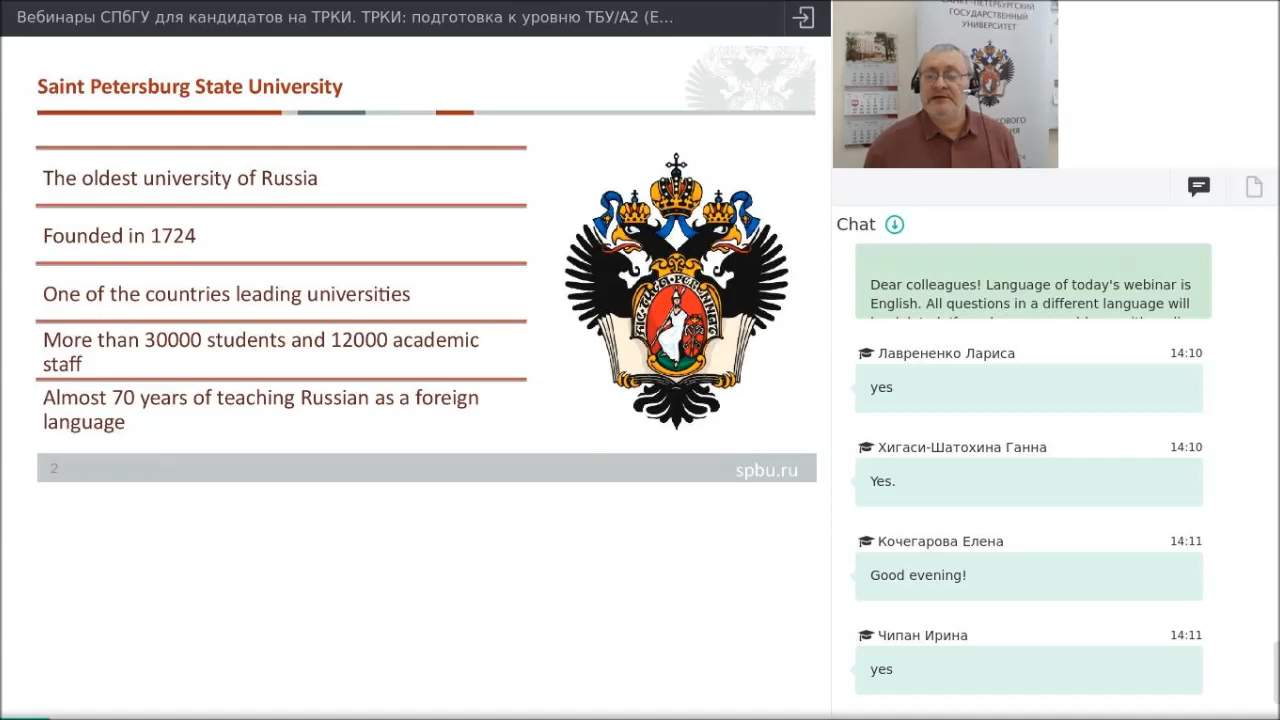 Вебинары СПбГУ для кандидатов на ТРКИ. ТРКИ: подготовка к уровню ТБУ/А2 (Е...
Saint Petersburg State University
The oldest university of Russia
Founded in 1724
One of the countries leading universities
More than 30000 students and 12000 academic
staff
Almost 70 years of teaching Russian as a foreign
language
2
spbu.ru
ГОСУДАРСТВЕННЫЙ
УНИВЕРСИТЕТ
Chat
Dear colleagues! Language of today's webinar is
English. All questions in a different language will
Лаврененко Лариса
14:10
yes
Хигаси-Шатохина Ганна
14:10
Yes.
Кочегарова Елена
14:11
Good evening!
Чипан Ирина
14:11
yes